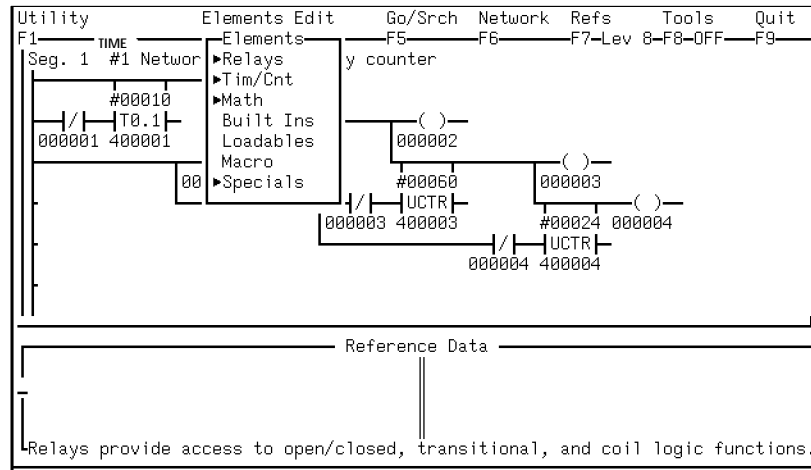 Utility Elements Edit Go/Srch Network Refs Tools Quit
F1 TIME Elements F5 F6 F7-Lev 8-F8-OFF F9
Seg. 1 #1 Networ ►Relays y counter
►Tim/Cnt
#00010 ►Math
T0.1 Built Ins ( )
000001 400001 Loadables 000002
Macro ( )
00 ►Specials #00060 000003
UCTR ( )
000003 400003 #00024 000004
UCTR
000004 400004
Reference Data
Relays provide access to open/closed, transitional, and coil logic functions.